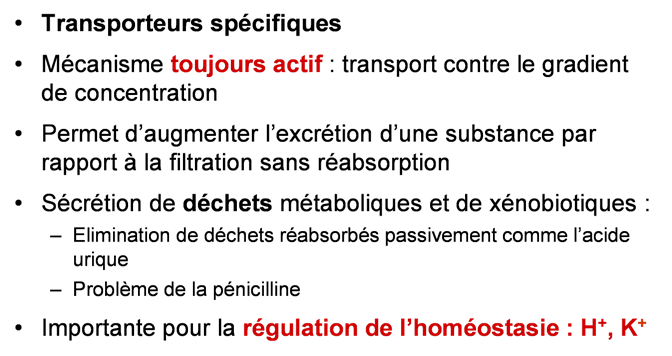 • Transporteurs spécifiques
• Mécanisme toujours actif : transport contre le gradient
de concentration
• Permet d’augmenter l’excrétion d’une substance par
rapport à la filtration sans réabsorption
• Sécrétion de déchets métaboliques et de xénobiotiques :
– Elimination de déchets réabsorbés passivement comme l’acide
urique
– Problème de la pénicilline
• Importante pour la régulation de l’homéostasie : H⁺, K⁺